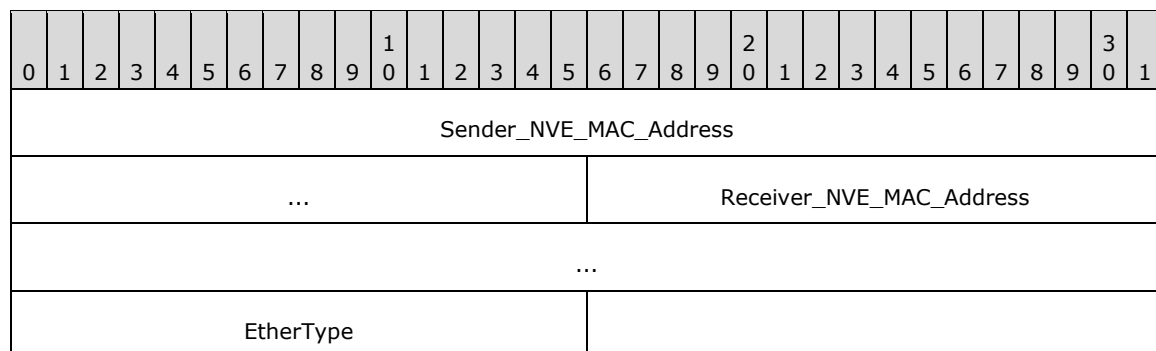 1 2 3
0 1 2 3 4 5 6 7 8 9 0 1 2 3 4 5 6 7 8 9 0 1 2 3 4 5 6 7 8 9 0 1
Sender_NVE_MAC_Address
... Receiver_NVE_MAC_Address
...
EtherType